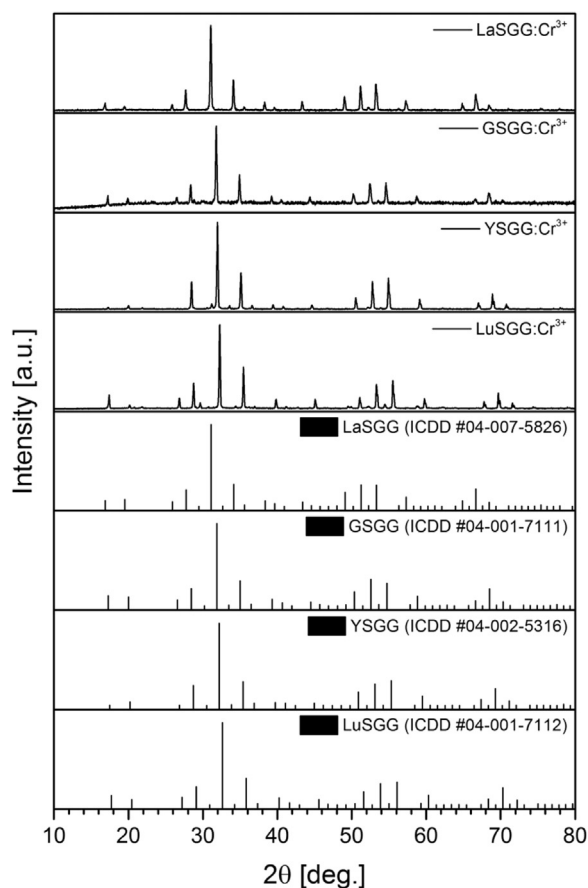 LaSGG:Cr³⁺
GSGG:Cr³⁺
YSGG:Cr³⁺
LuSGG:Cr³⁺
LaSGG (ICDD #04-007-5826)
GSGG (ICDD #04-001-7111)
YSGG (ICDD #04-002-5316)
LuSGG (ICDD #04-001-7112)
Intensity [a.u.]
10 20 30 40 50 60 70 80
2θ [deg.]